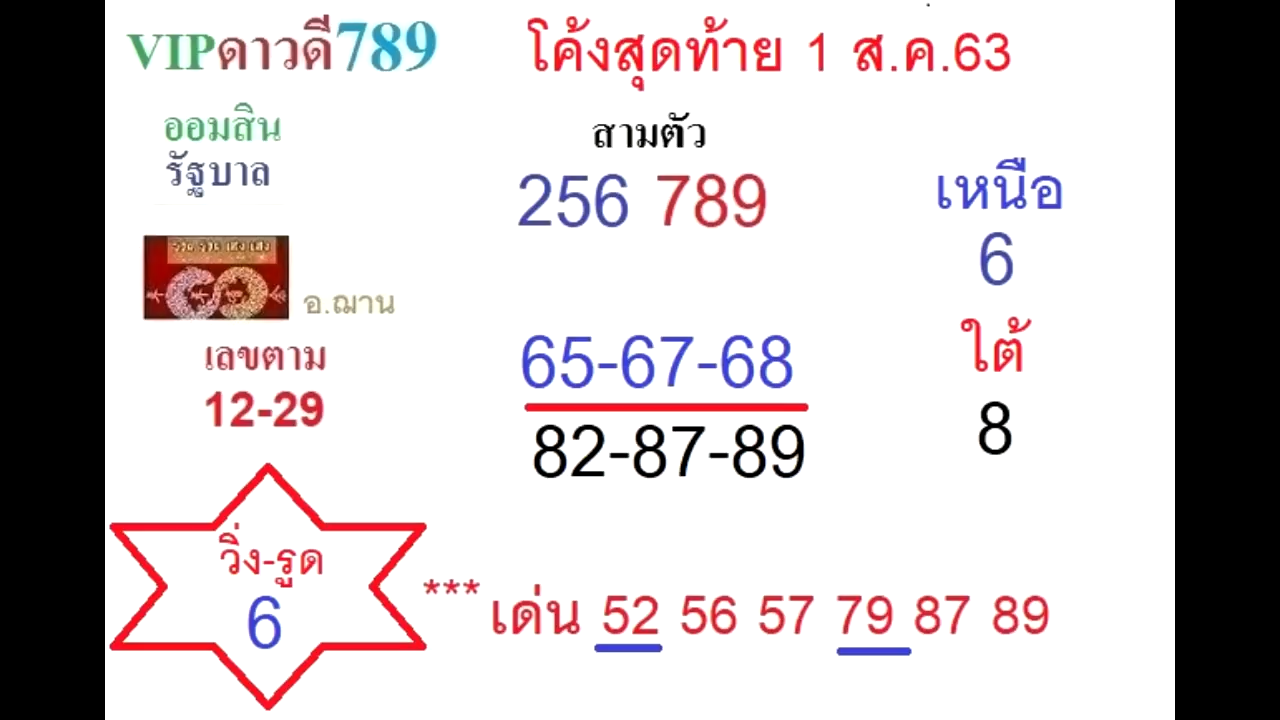 VIPดาวดี789
โค้งสุดท้าย 1 ส.ค.63
ออมสิน
รัฐบาล
สามตัว
256 789
เหนือ
6
อ.ฌาน
65-67-68
82-87-89
ใต้
8
เลขตาม
12-29
วิ่ง-รูด
6
*** เด่น 52 56 57 79 87 89